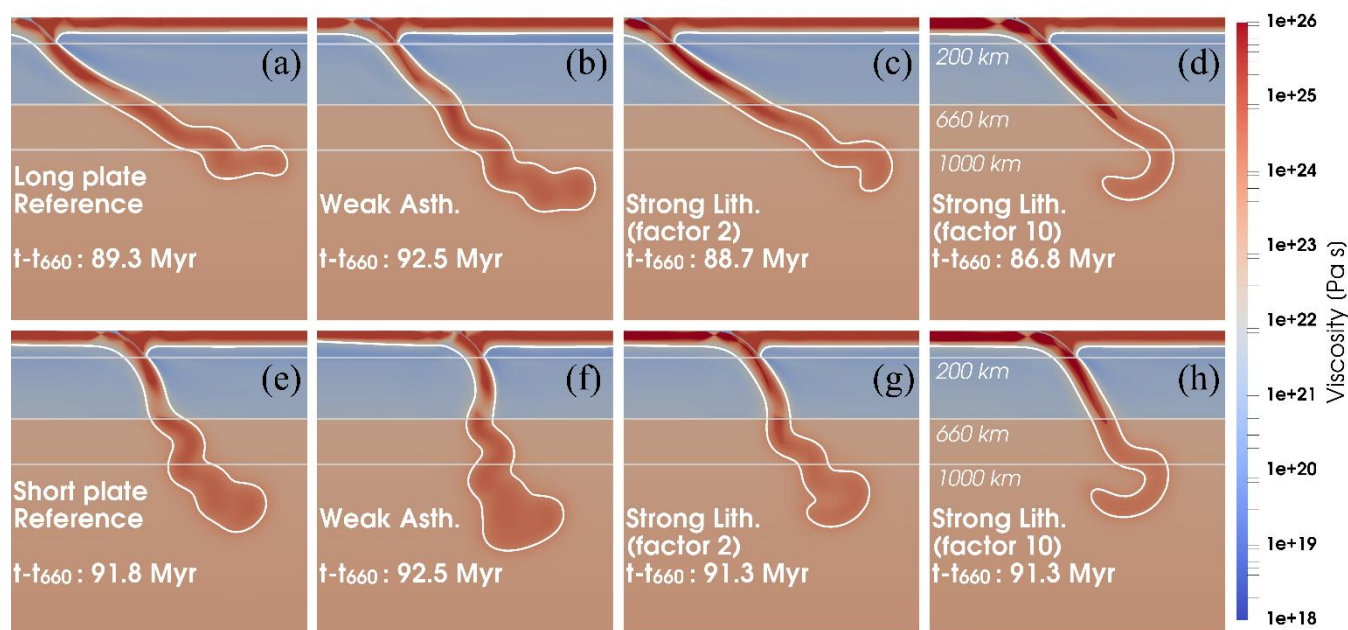 (a)
Long plate
Reference
t-t660 : 89.3 Myr
(b)
Weak Asth.
t-t660 : 92.5 Myr
(c)
Strong Lith.
(factor 2)
t-t660 : 88.7 Myr
(d)
200 km
660 km
1000 km
Strong Lith.
(factor 10)
t-t660 : 86.8 Myr
(e)
Short plate
Reference
t-t660 : 91.8 Myr
(f)
Weak Asth.
t-t660 : 92.5 Myr
(g)
Strong Lith.
(factor 2)
t-t660 : 91.3 Myr
(h)
200 km
660 km
1000 km
Strong Lith.
(factor 10)
t-t660 : 91.3 Myr
1e+26
1e+25
1e+24
1e+23
1e+22
1e+21
1e+20
1e+19
1e+18
Viscosity (Pa s)